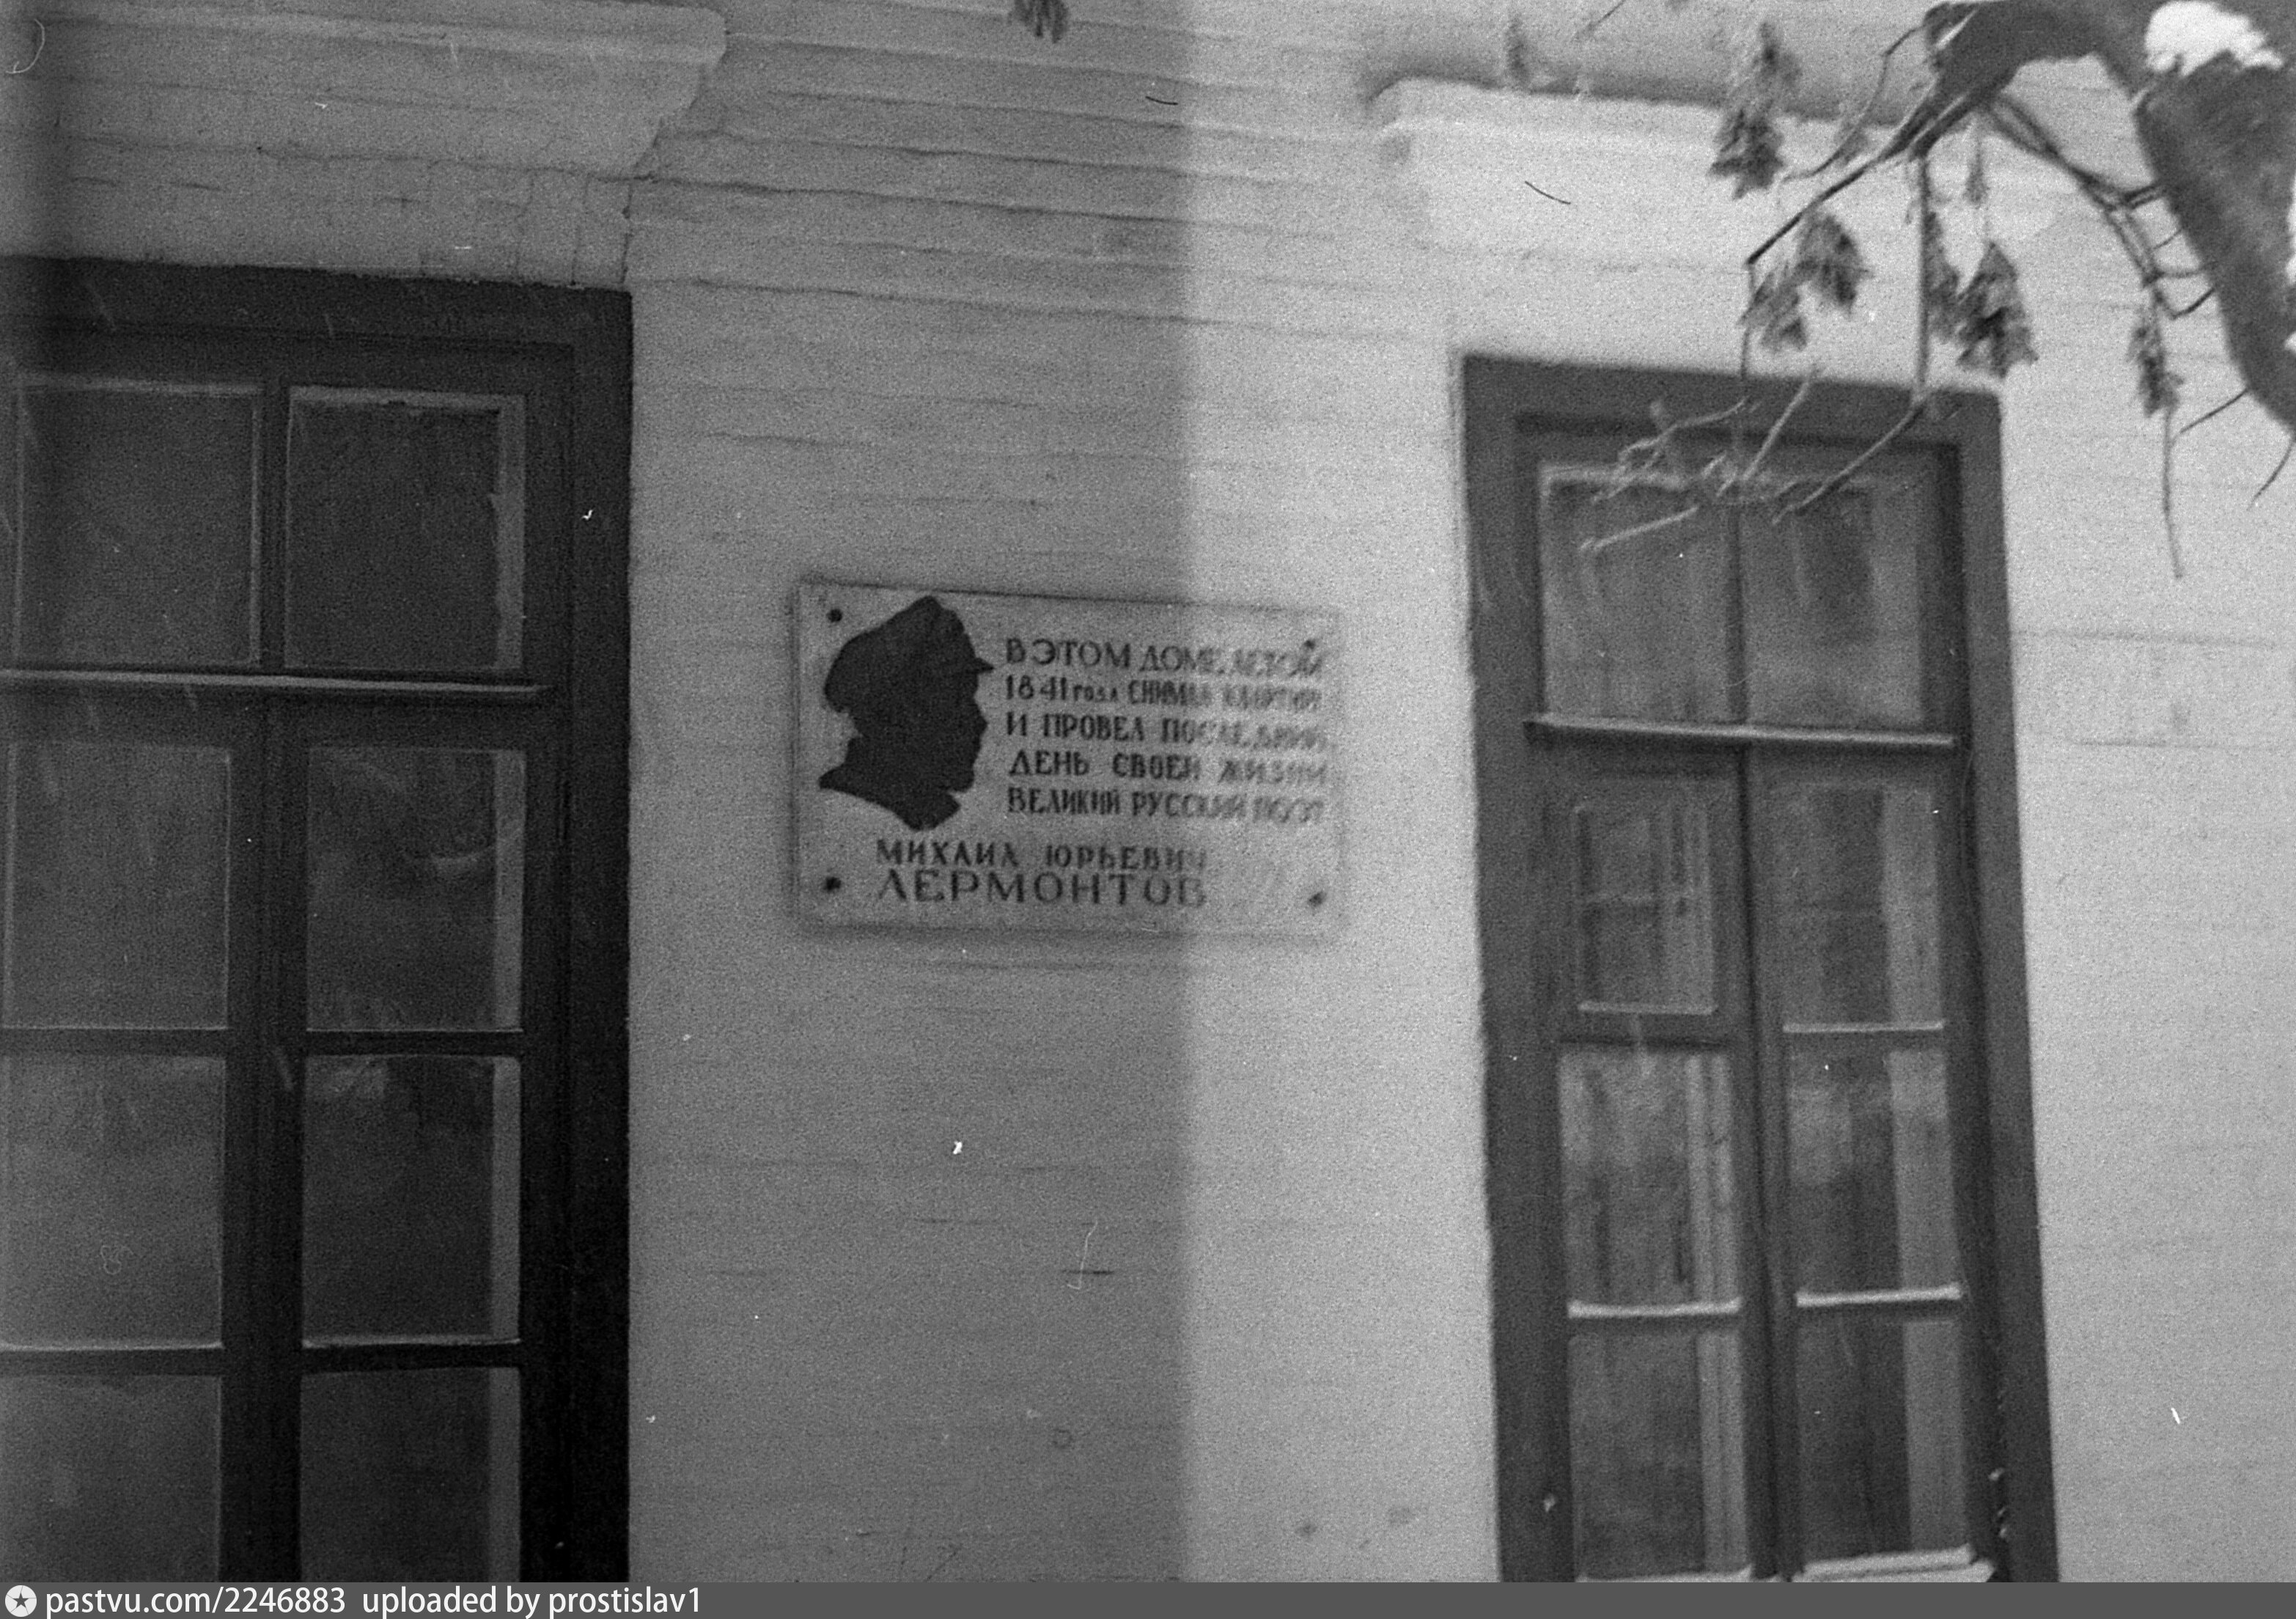 В ЭТОМ ДОМЕ ЛЕТОМ
1841 года СНИМАЛ
И ПРОВЕЛ ПОСЛЕДНИЙ
ДЕНЬ СВОЕЙ ЖИЗНИ
ВЕЛИКИЙ РУССКИЙ ПОЭТ
МИХАИЛ ЮРЬЕВИЧ
ЛЕРМОНТОВ
pastvu.com/2246883 uploaded by prostislav1